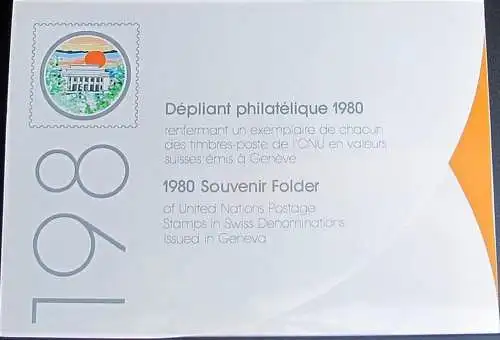 1980
Dépliant philatélique 1980
renfermant un exemplaire de chacun
des timbres-poste de l'ONU en valeurs
suisses émis à Genève
1980 Souvenir Folder
of United Nations Postage
Stamps in Swiss Denominations
Issued in Geneva